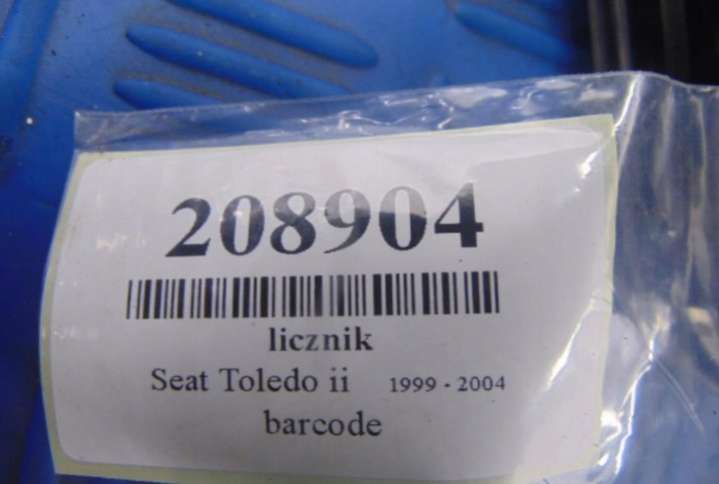 208904
licznik
Seat Toledo ii 1999 - 2004
barcode